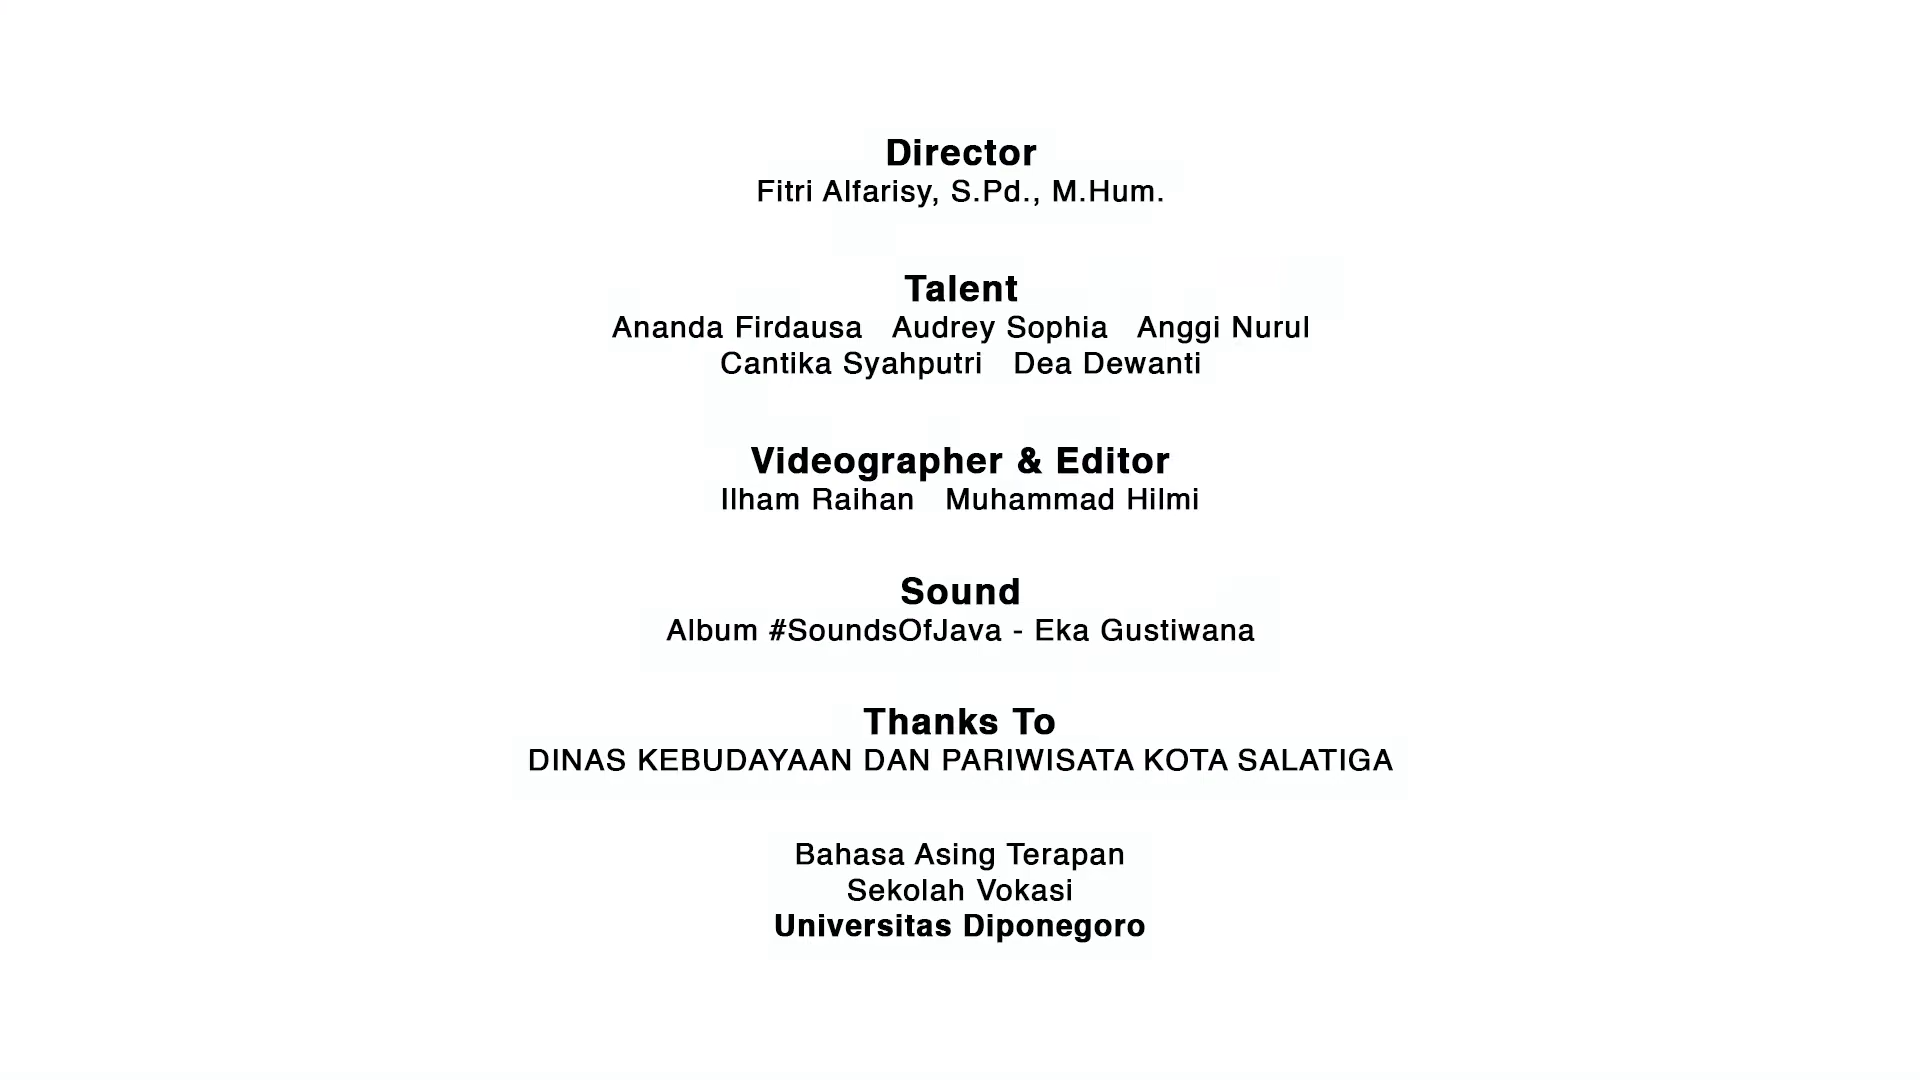 Director
Fitri Alfarisy, S.Pd., M.Hum.
Talent
Ananda Firdausa Audrey Sophia Anggi Nurul
Cantika Syahputri Dea Dewanti
Videographer & Editor
Ilham Raihan Muhammad Hilmi
Sound
Album #SoundsOfJava - Eka Gustiwana
Thanks To
DINAS KEBUDAYAAN DAN PARIWISATA KOTA SALATIGA
Bahasa Asing Terapan
Sekolah Vokasi
Universitas Diponegoro